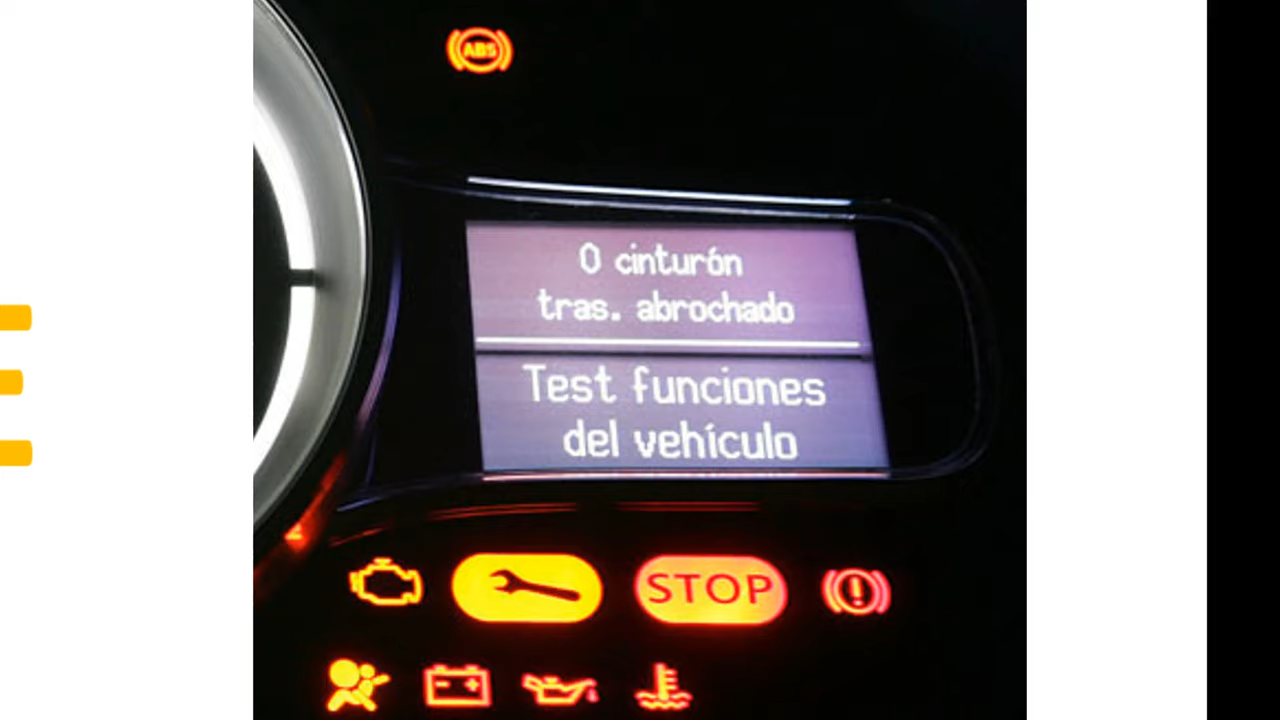 ABS
0 cinturón
tras. abrochado
Test funciones
del vehículo
STOP